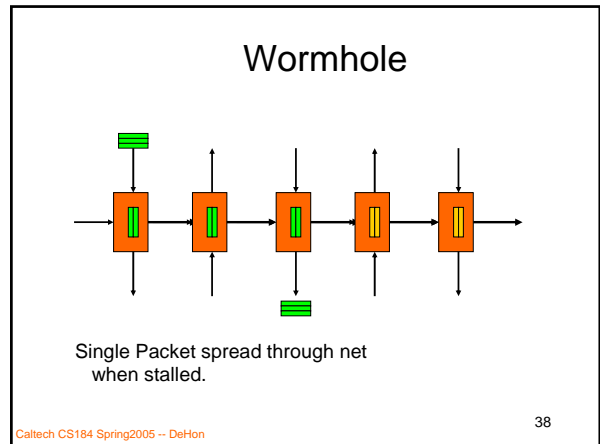 Wormhole
Single Packet spread through net
when stalled.
Caltech CS184 Spring2005 -- DeHon
38